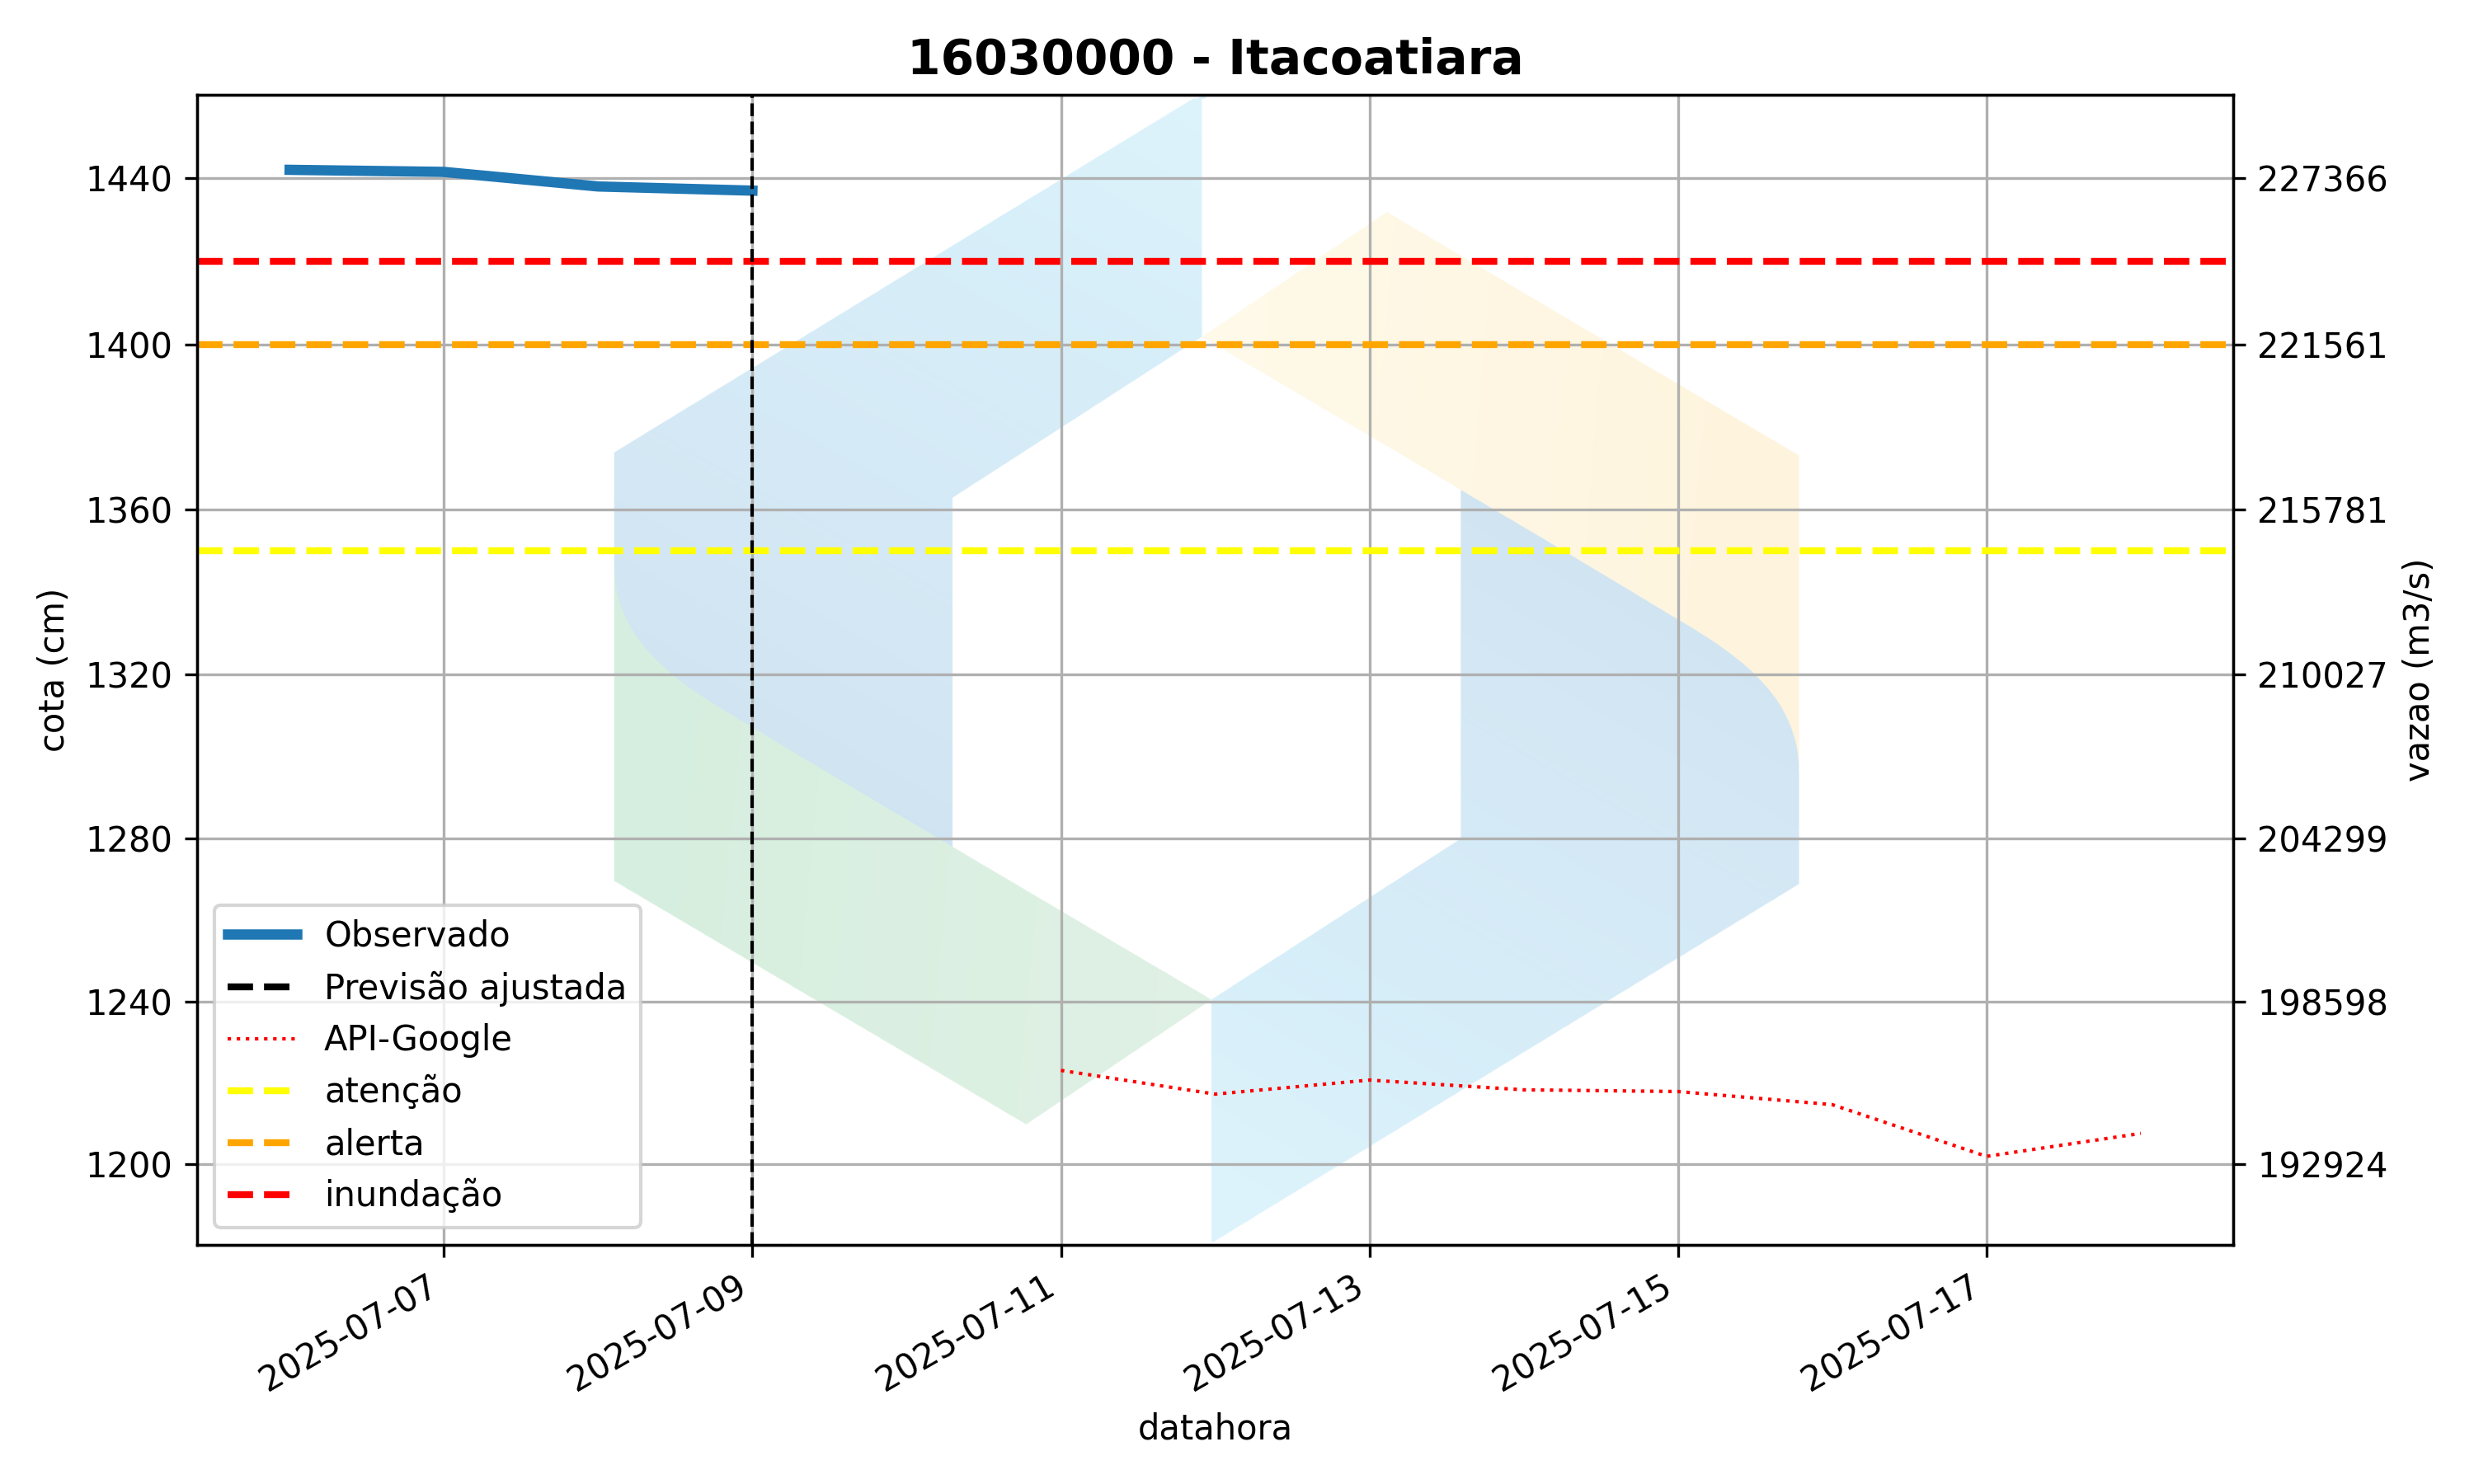 16030000 - Itacoatiara
1440
1400
1360
1320
1280
1240
1200
cota (cm)
227366
221561
215781
210027
204299
198598
192924
vazao (m3/s)
Observado
Previsão ajustada
API-Google
atenção
alerta
inundação
2025-07-07
2025-07-09
2025-07-11
2025-07-13
2025-07-15
2025-07-17
datahora